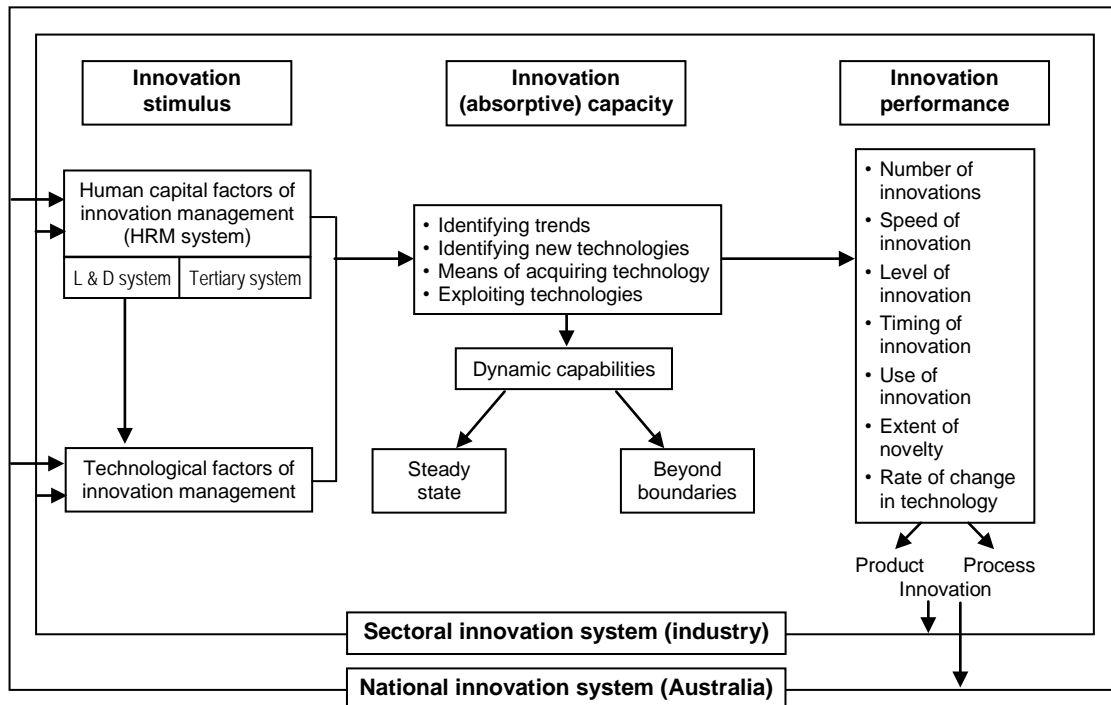 Innovation
stimulus
Innovation
(absorptive) capacity
Innovation
performance
Human capital factors of
innovation management
(HRM system)
L & D system
Tertiary system
Technological factors of
innovation management
• Identifying trends
• Identifying new technologies
• Means of acquiring technology
• Exploiting technologies
Dynamic capabilities
Steady
state
Beyond
boundaries
• Number of
innovations
• Speed of
innovation
• Level of
innovation
• Timing of
innovation
• Use of
innovation
• Extent of
novelty
• Rate of change
in technology
Product Process
Innovation
Sectoral innovation system (industry)
National innovation system (Australia)